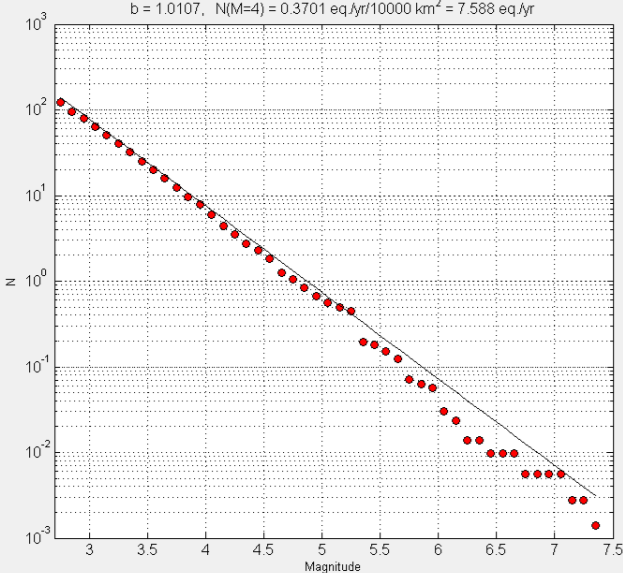 b = 1.0107, N(M=4) = 0.3701 eq./yr/10000 km² = 7.588 eq./yr
10³
10²
10¹
10⁰
10⁻¹
10⁻²
10⁻³
N
3 3.5 4 4.5 5 5.5 6 6.5 7 7.5
Magnitude